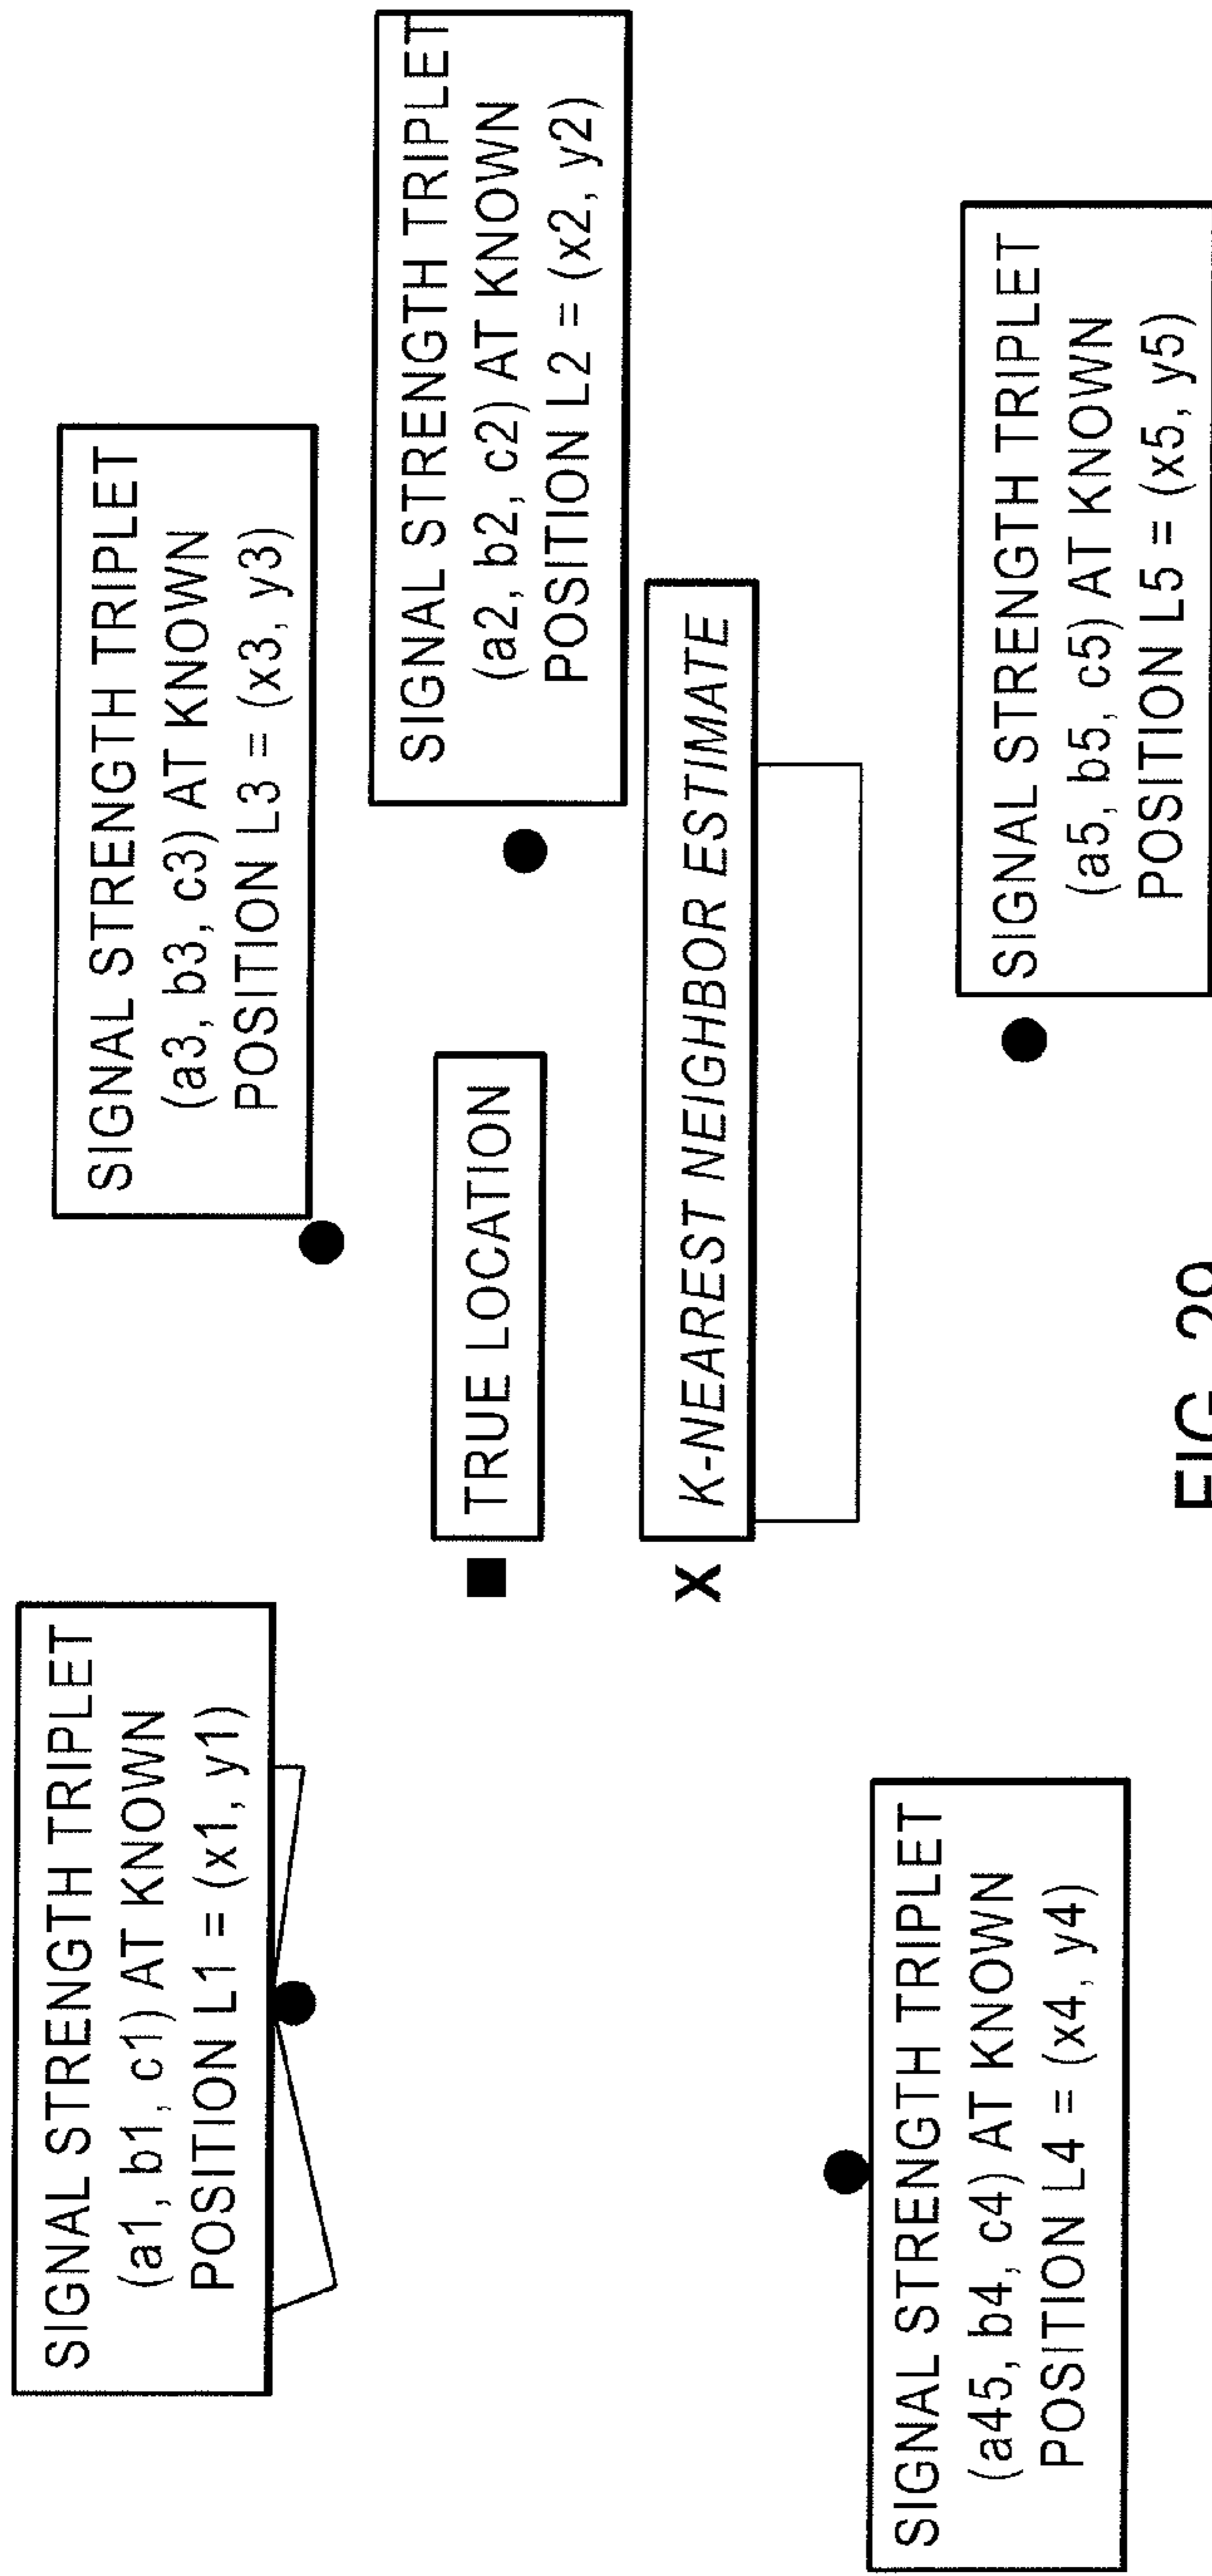 SIGNAL STRENGTH TRIPLET
(a1, b1, c1) AT KNOWN
POSITION L1 = (x1, y1)
SIGNAL STRENGTH TRIPLET
(a3, b3, c3) AT KNOWN
POSITION L3 = (x3, y3)
SIGNAL STRENGTH TRIPLET
(a2, b2, c2) AT KNOWN
POSITION L2 = (x2, y2)
TRUE LOCATION
X K-NEAREST NEIGHBOR ESTIMATE
SIGNAL STRENGTH TRIPLET
(a45, b4, c4) AT KNOWN
POSITION L4 = (x4, y4)
SIGNAL STRENGTH TRIPLET
(a5, b5, c5) AT KNOWN
POSITION L5 = (x5, y5)
FIG. 29